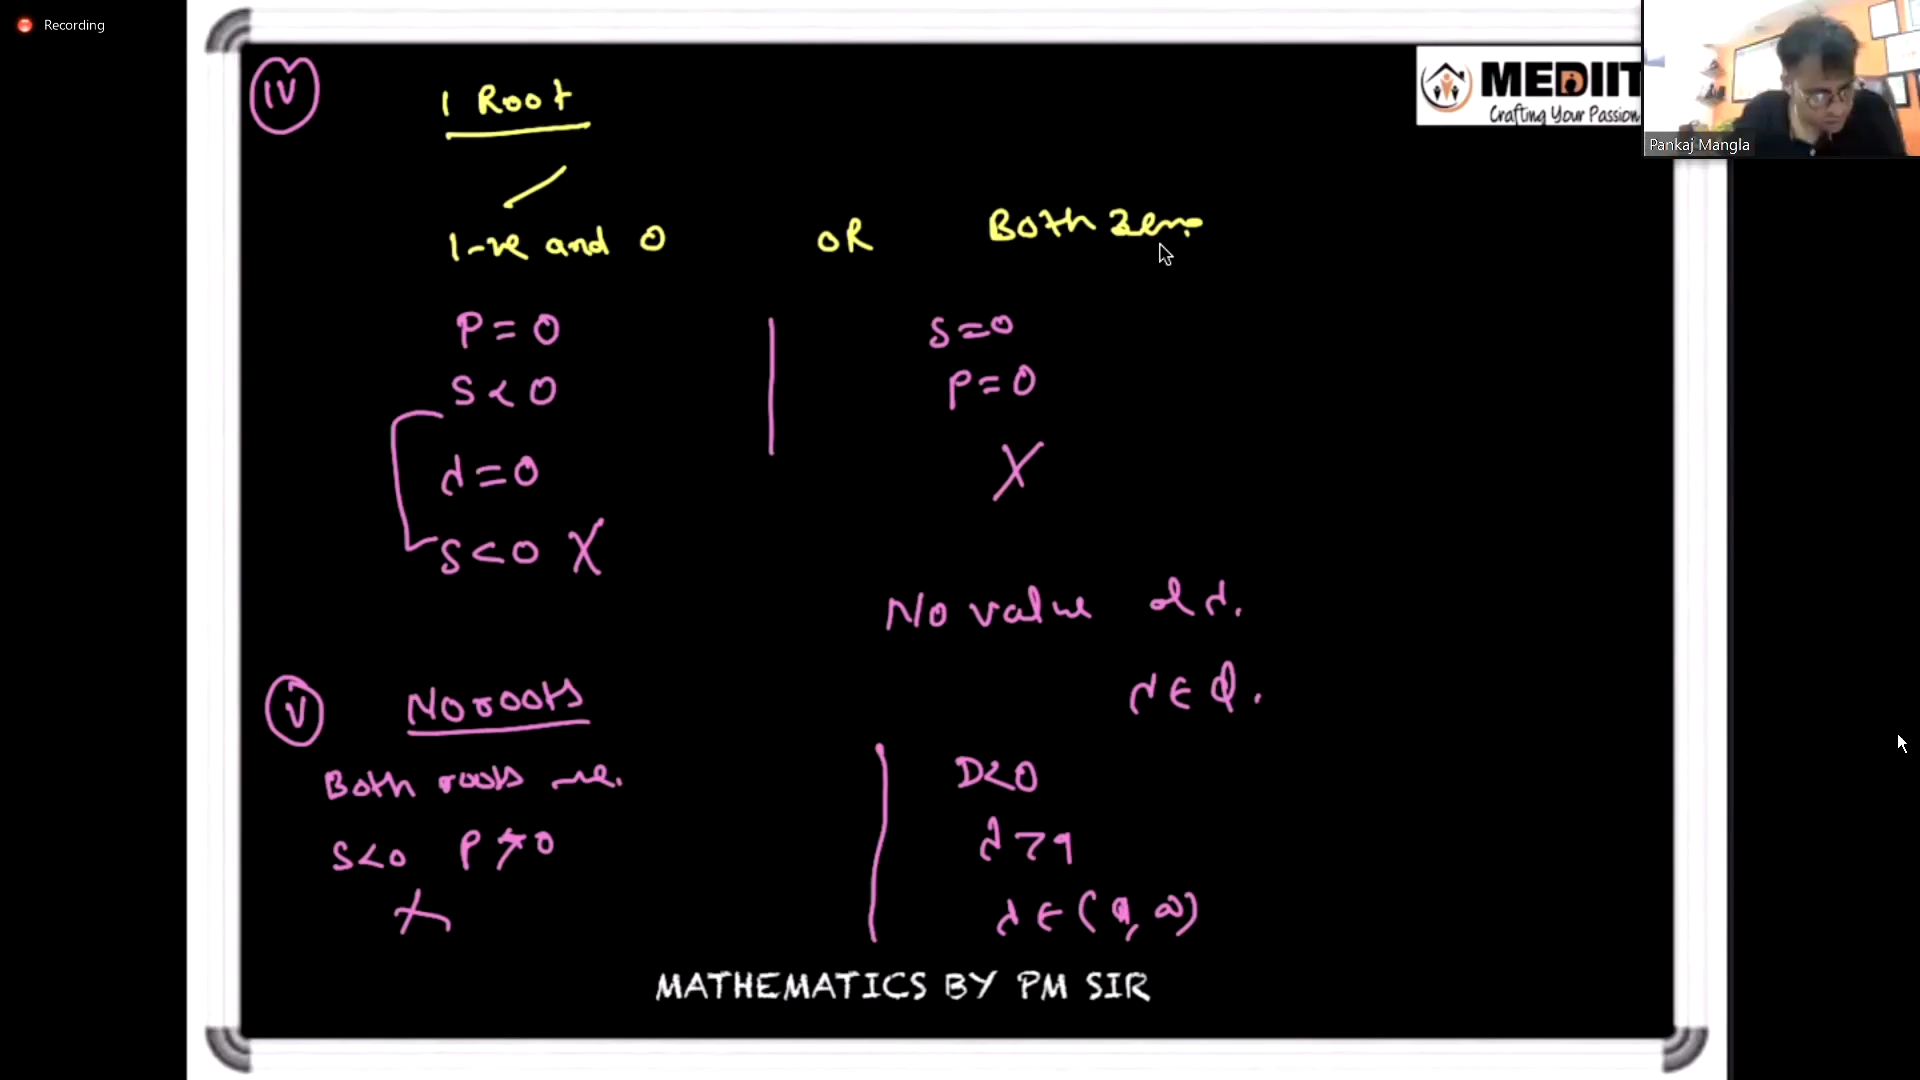 Recording
MEDIIT
Crafting Your Passion
Pankaj Mangla
IV 1 Root
1 -ve and 0 OR Both zero
P = 0
S < 0
λ = 0
S < 0 X
S = 0
P = 0
X
No value of λ.
λ ∈ ϕ.
V No roots
Both roots -ve.
S < 0 P > 0
X
D < 0
λ > 9
λ ∈ (9, ∞)
MATHEMATICS BY PM SIR